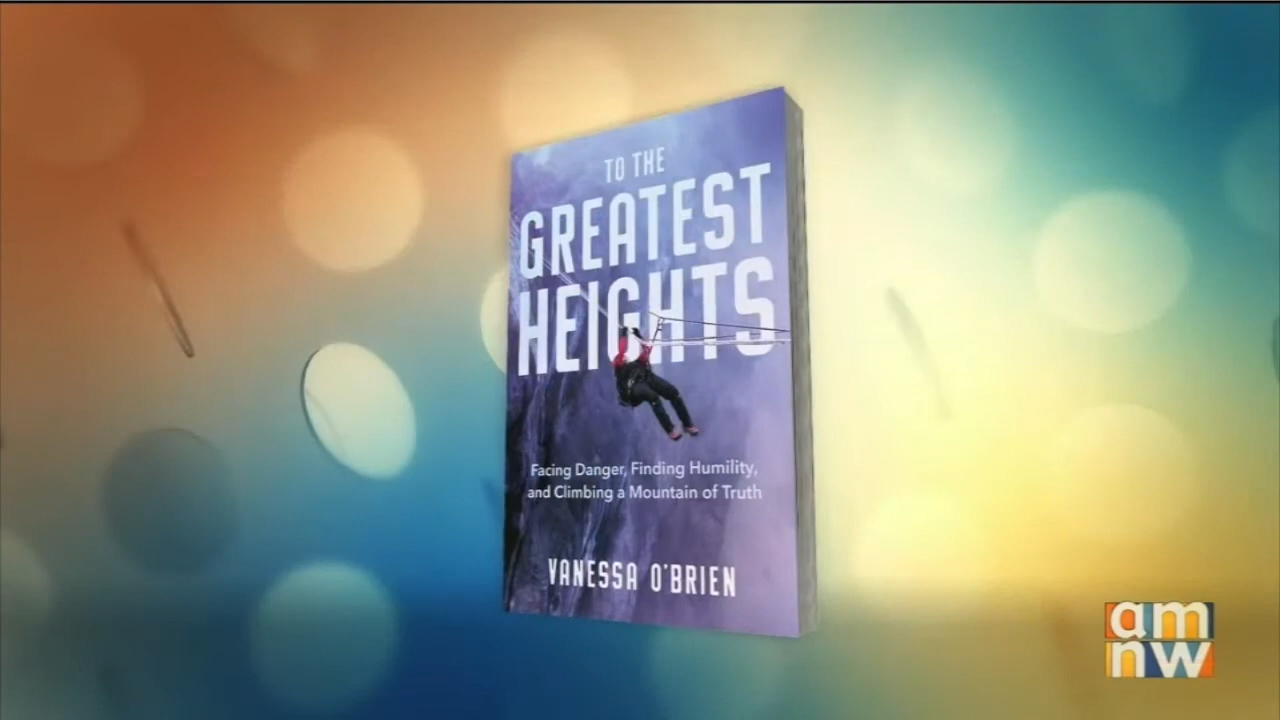 TO THE
GREATEST
HEIGHTS
Facing Danger, Finding Humility,
and Climbing a Mountain of Truth
VANESSA O'BRIEN
am
nw